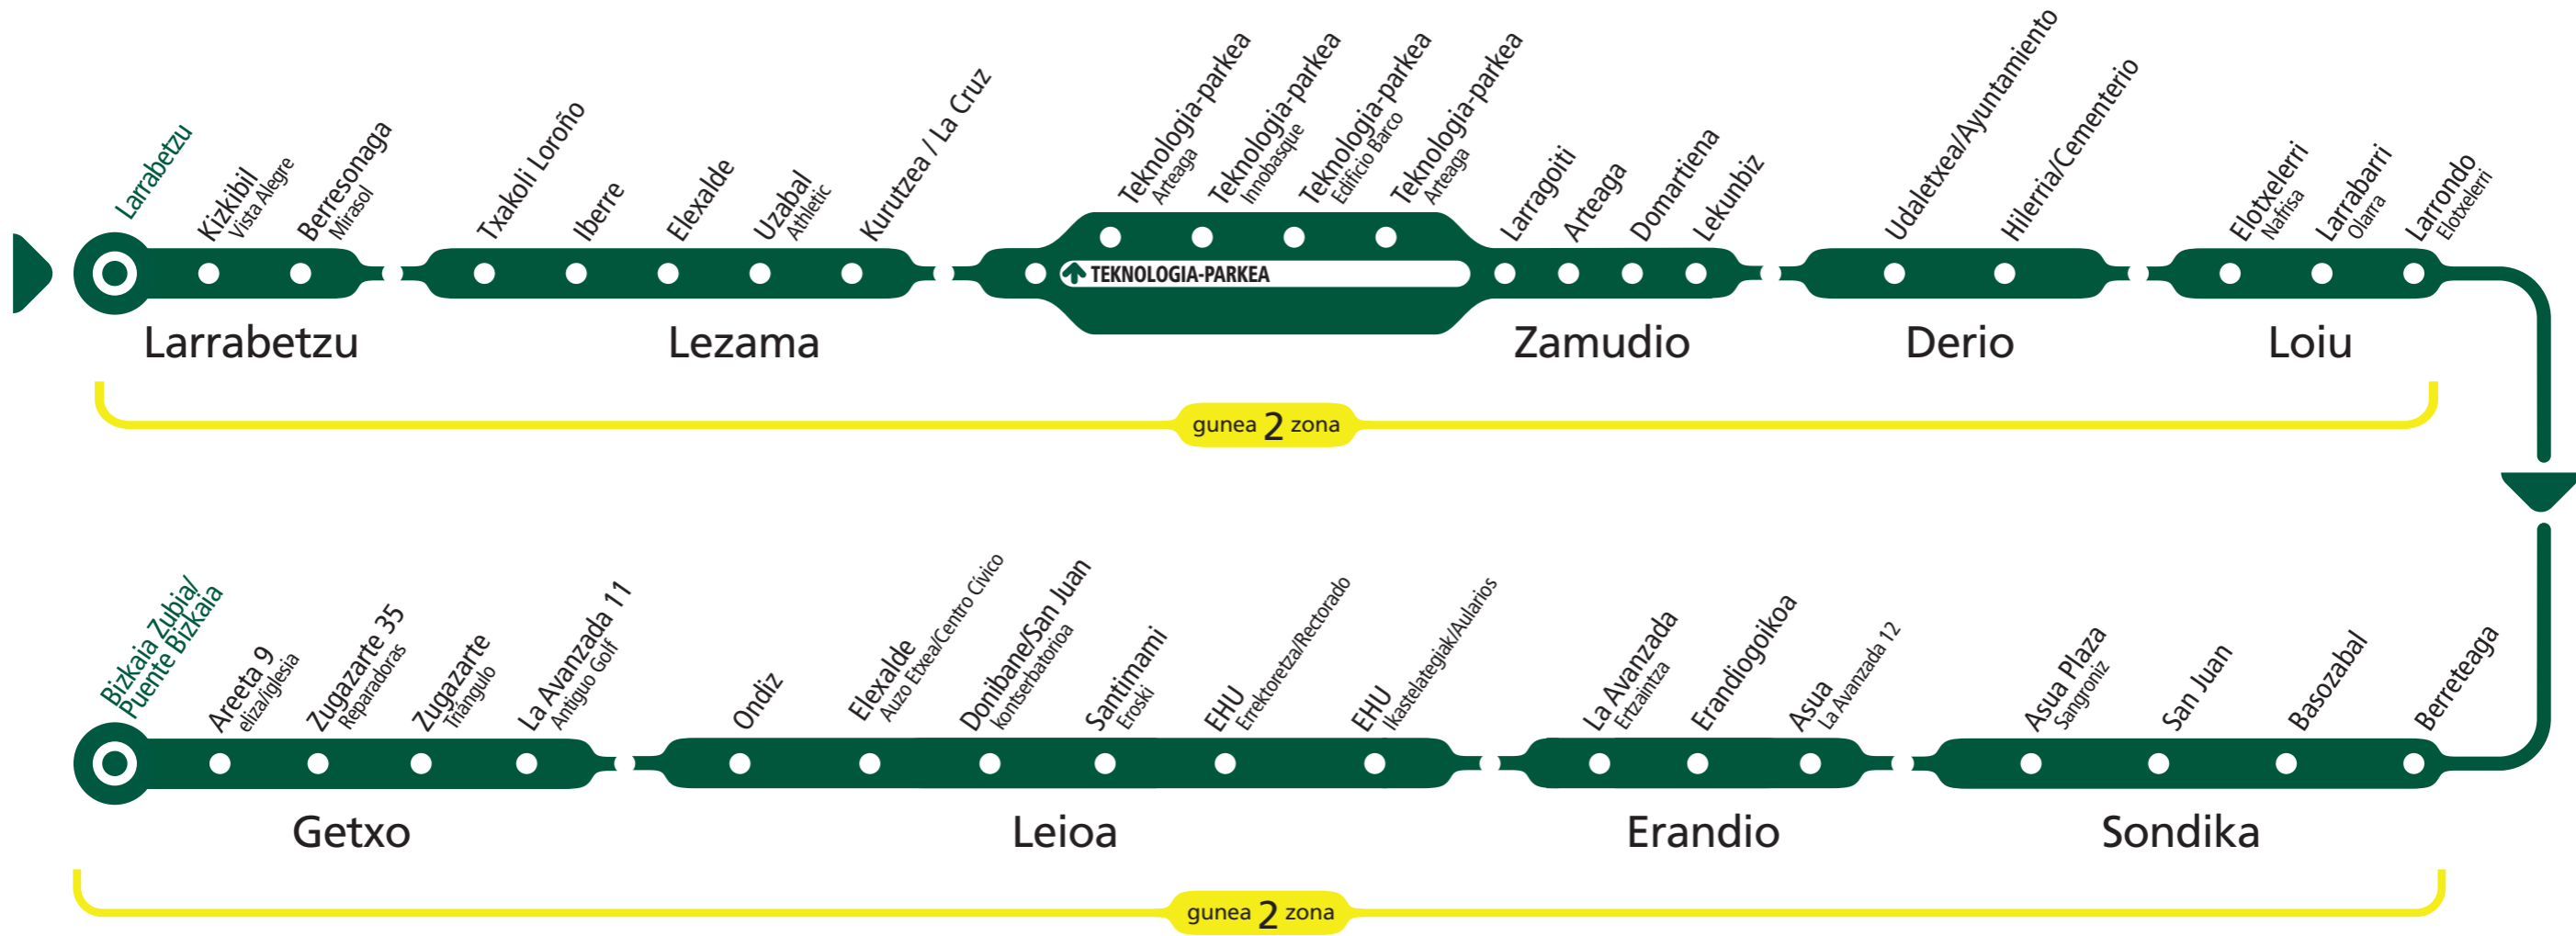 Larrabetzu
Kizkibil
Vista Alegre
Berresonaga
Mirasol
Txakoli Loroño
Iberre
Elexalde
Uzabal
Athletic
Kurutzea / La Cruz
Teknologia-parkea
Arteaga
Teknologia-parkea
Innobasque
Teknologia-parkea
Edificio Barco
Teknologia-parkea
Arteaga
Larragoiti
Arteaga
Domartiena
Lekunbiz
Udaletxea/Ayuntamiento
Hilerria/Cementerio
Elotxelerri
Nafrisa
Larrabarri
Olarra
Larrondo
Elotxelerri
TEKNOLOGIA-PARKEA
Larrabetzu
Lezama
Zamudio
Derio
Loiu
gunea 2 zona
Bizkaia Zubia/
Puente Bizkaia
Areeta 9
eliza/iglesia
Zugazarte 35
Reparadoras
Zugazarte
Triángulo
La Avanzada 11
Antiguo Golf
Ondiz
Elexalde
Auzo Etxea/Centro Cívico
Donibane/San Juan
kontserbatorioa
Santimami
Eroski
EHU
Errektoretza/Rectorado
EHU
Ikastelategiak/Aularios
La Avanzada
Ertzaintza
Erandiogoikoa
Asua
La Avanzada 12
Asua Plaza
Sangroniz
San Juan
Basozabal
Berreteaga
Getxo
Leioa
Erandio
Sondika
gunea 2 zona